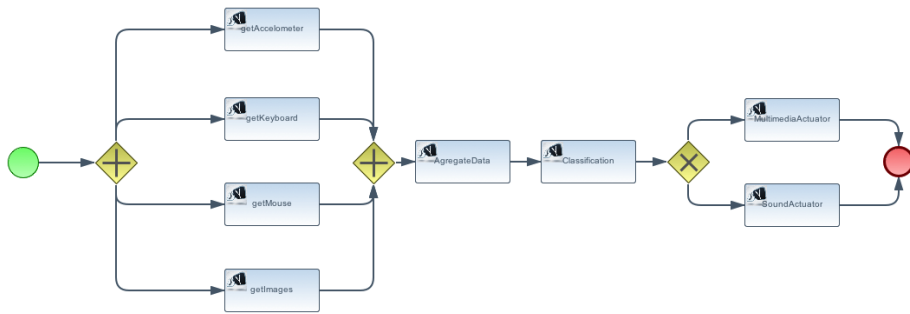 getAccelometer
getKeyboard
getMouse
getImages
AgregateData
Classification
MultimediaActuator
SoundActuator